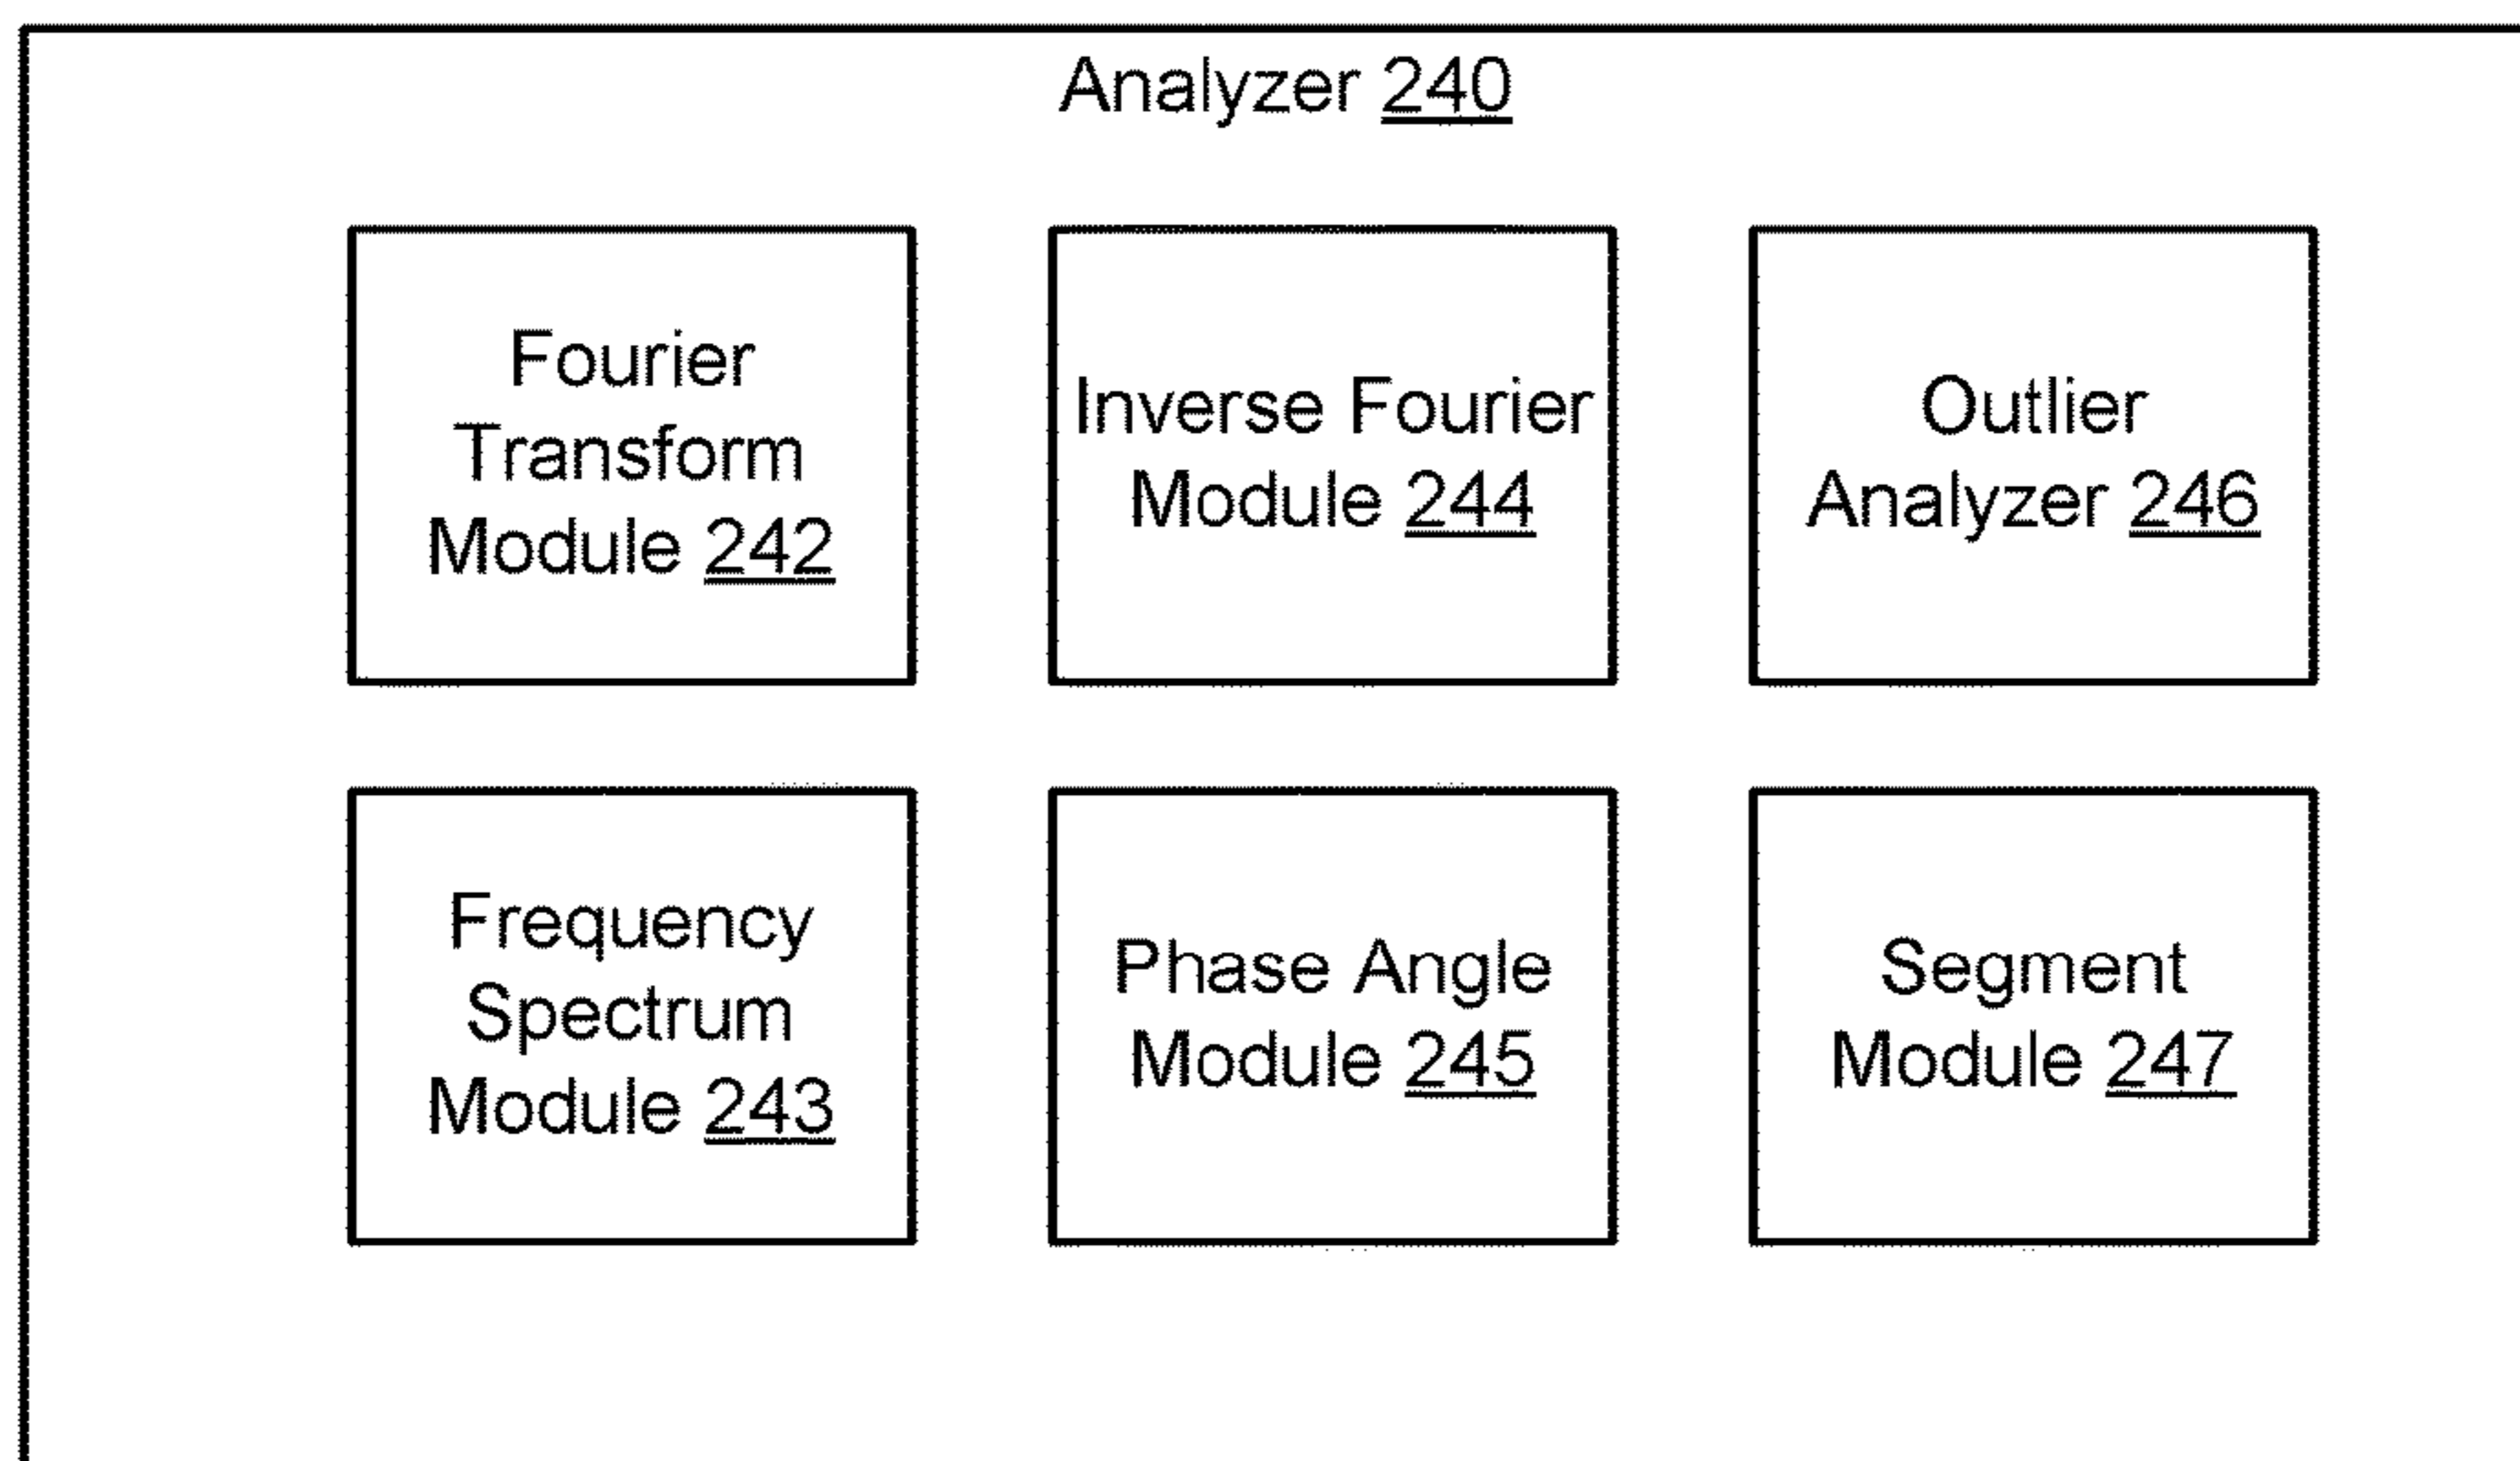 Analyzer 240
Fourier
Transform
Module 242
Inverse Fourier
Module 244
Outlier
Analyzer 246
Frequency
Spectrum
Module 243
Phase Angle
Module 245
Segment
Module 247